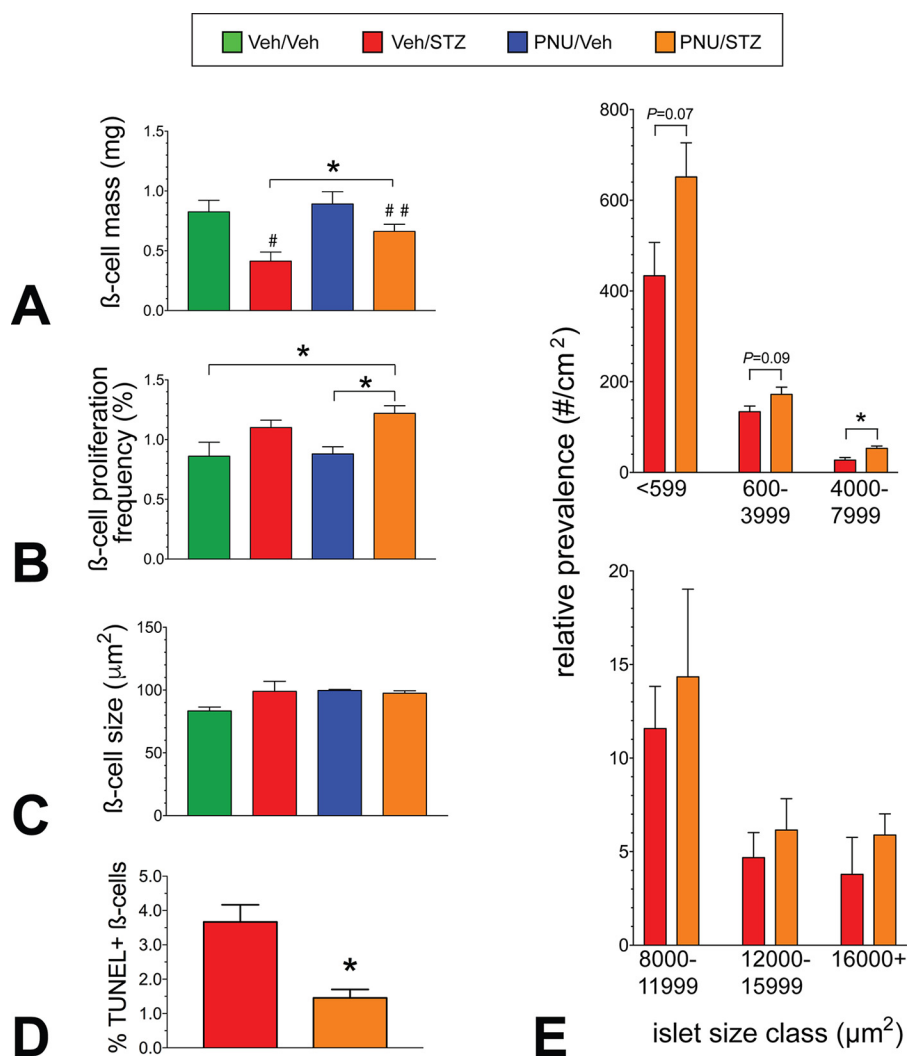 Veh/Veh Veh/STZ PNU/Veh PNU/STZ
A
ß-cell mass (mg)
1.5
1.0
0.5
0.0
*
#
# #
B
ß-cell proliferation
frequency (%)
1.5
1.0
0.5
0.0
*
*
C
ß-cell size (µm²)
150
100
50
0
D
% TUNEL+ ß-cells
5.0
4.0
3.0
2.0
1.0
0.0
*
E
relative prevalence (#/cm²)
800
600
400
200
0
P=0.07
P=0.09
*
<599 600- 4000-
3999 7999
20
15
10
5
0
8000- 12000- 16000+
11999 15999
islet size class (µm²)